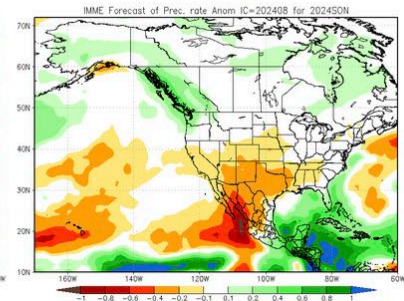 IMME Forecast of Prec. rate Anom IC=202408 for 2024SON
70N
60N
50N
40N
30N
20N
10N
W 160W 140W 120W 100W 80W 60W
-1 -0.8 -0.6 -0.4 -0.2 -0.1 0.1 0.2 0.4 0.6 0.8 1